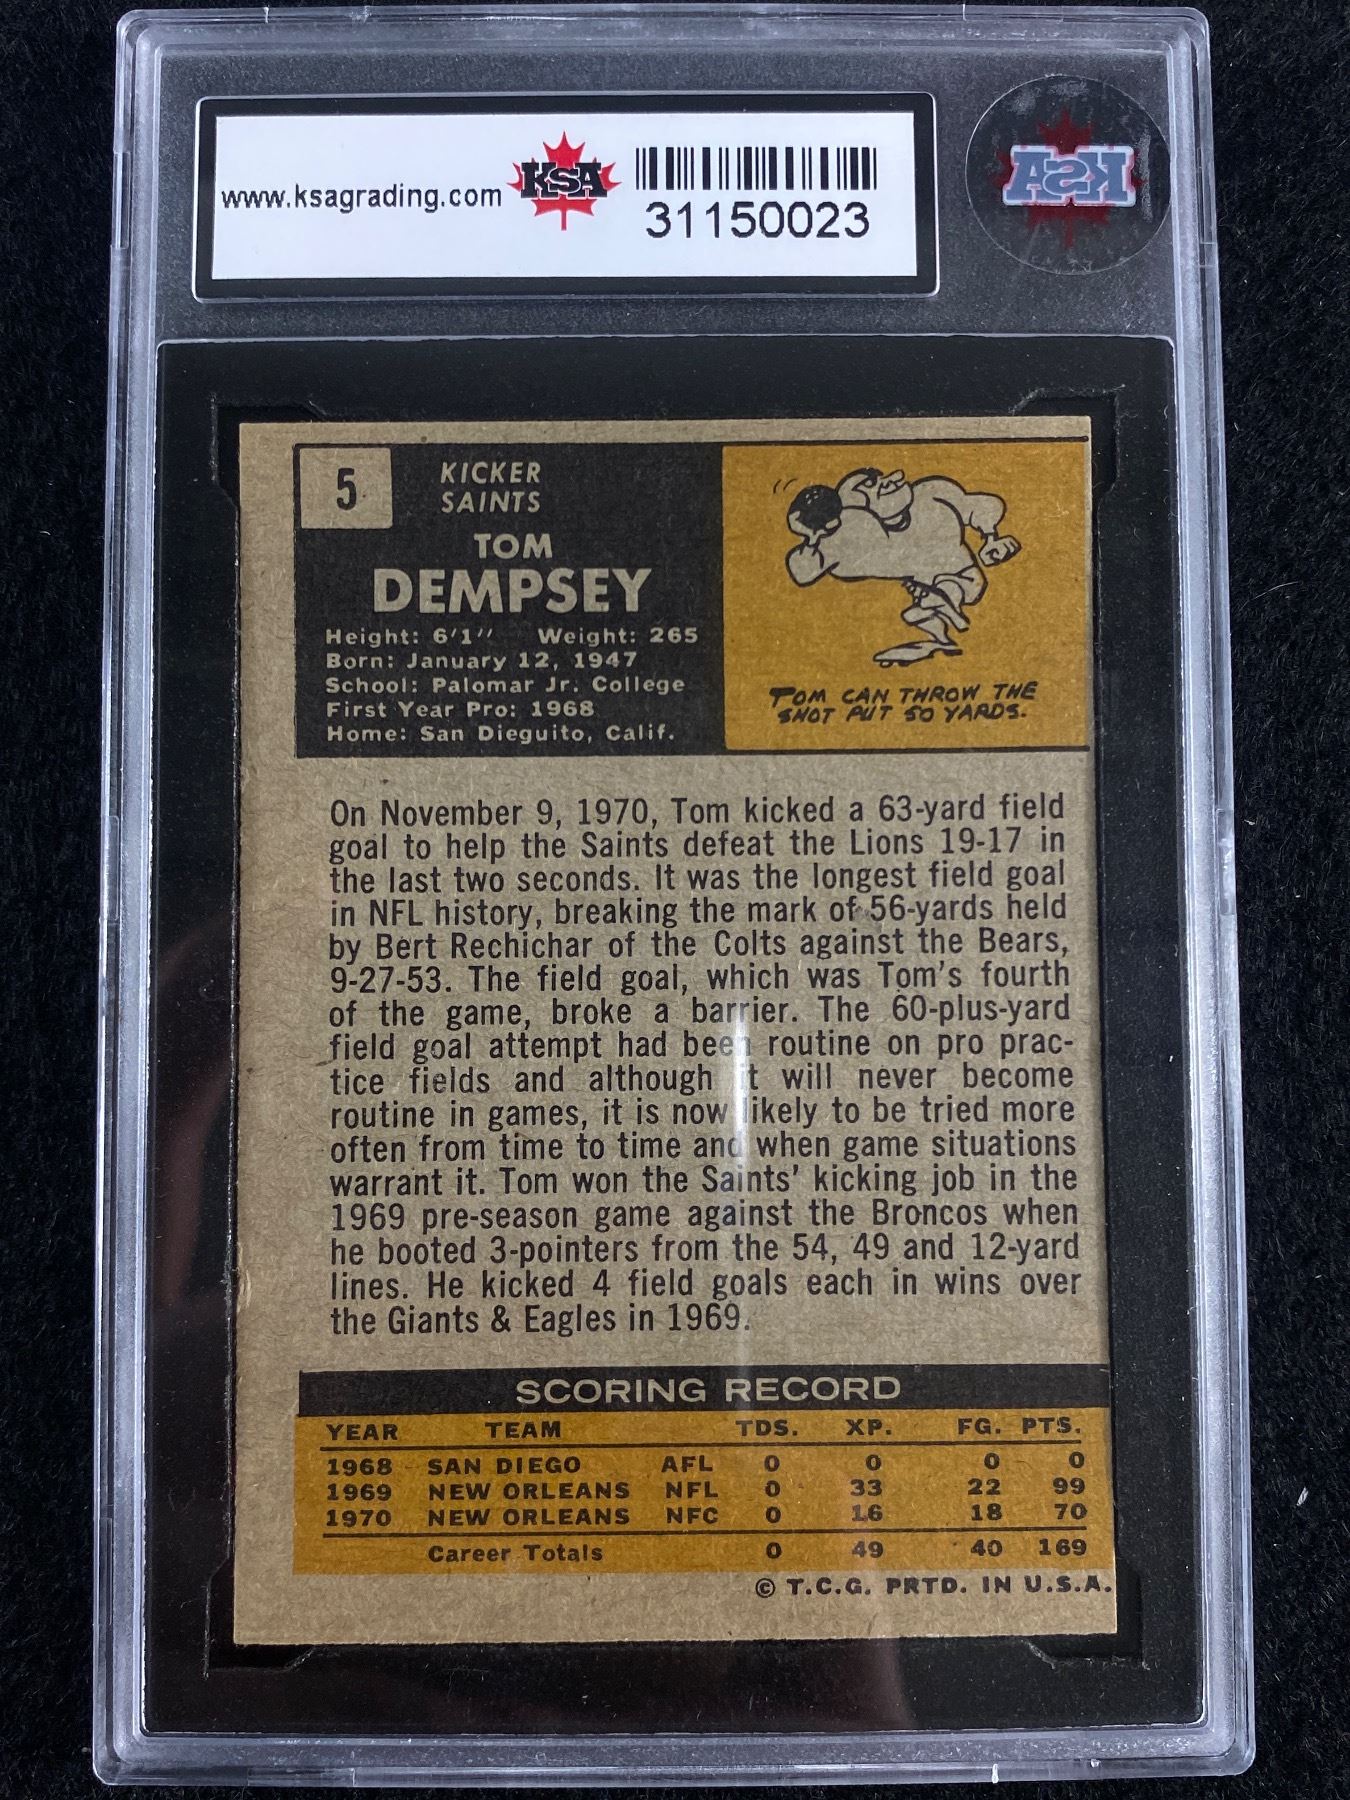 www.ksagrading.com
KSA
31150023
KSA
5
KICKER
SAINTS
TOM
DEMPSEY
Height: 6'1" Weight: 265
Born: January 12, 1947
School: Palomar Jr. College
First Year Pro: 1968
Home: San Dieguito, Calif.
TOM CAN THROW THE
SHOT PUT 50 YARDS.
On November 9, 1970, Tom kicked a 63-yard field
goal to help the Saints defeat the Lions 19-17 in
the last two seconds. It was the longest field goal
in NFL history, breaking the mark of 56-yards held
by Bert Rechichar of the Colts against the Bears,
9-27-53. The field goal, which was Tom's fourth
of the game, broke a barrier. The 60-plus-yard
field goal attempt had been routine on pro prac-
tice fields and although it will never become
routine in games, it is now likely to be tried more
often from time to time and when game situations
warrant it. Tom won the Saints' kicking job in the
1969 pre-season game against the Broncos when
he booted 3-pointers from the 54, 49 and 12-yard
lines. He kicked 4 field goals each in wins over
the Giants & Eagles in 1969.
SCORING RECORD
YEAR TEAM TDS. XP. FG. PTS.
1968 SAN DIEGO AFL 0 0 0 0
1969 NEW ORLEANS NFL 0 33 22 99
1970 NEW ORLEANS NFC 0 16 18 70
Career Totals 0 49 40 169
© T.C.G. PRTD. IN U.S.A.